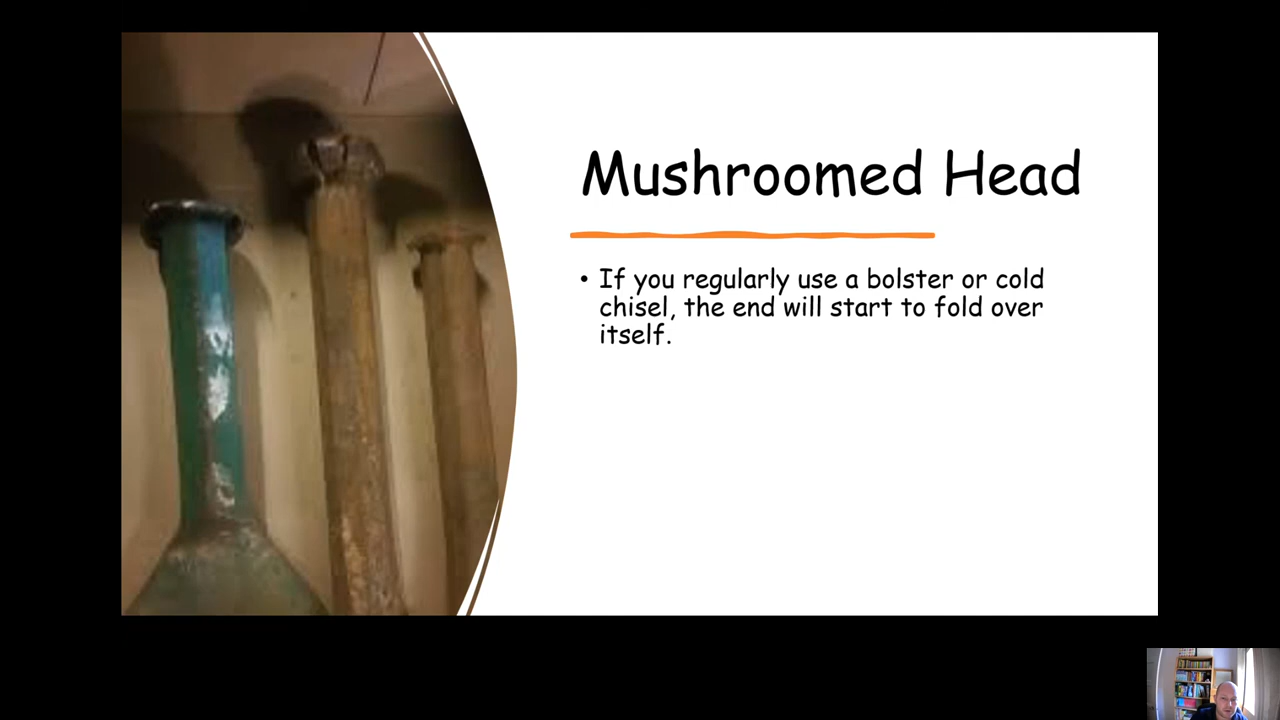 Mushroomed Head
• If you regularly use a bolster or cold
chisel, the end will start to fold over
itself.